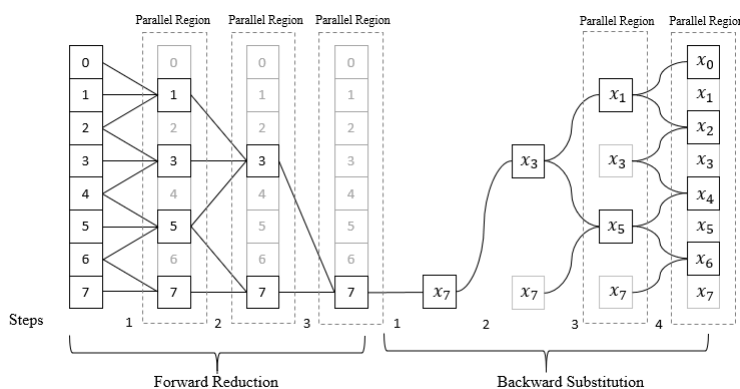 Parallel Region Parallel Region Parallel Region Parallel Region Parallel Region
0 0 0 0 x₀
1 1 1 1 x₁ x₁
2 2 2 2 x₂
3 3 3 3 x₃ x₃ x₃
4 4 4 4 x₄
5 5 5 5 x₅ x₅
6 6 6 6 x₆
7 7 7 7 x₇ x₇ x₇ x₇
Steps 1 2 3 1 2 3 4
Forward Reduction Backward Substitution